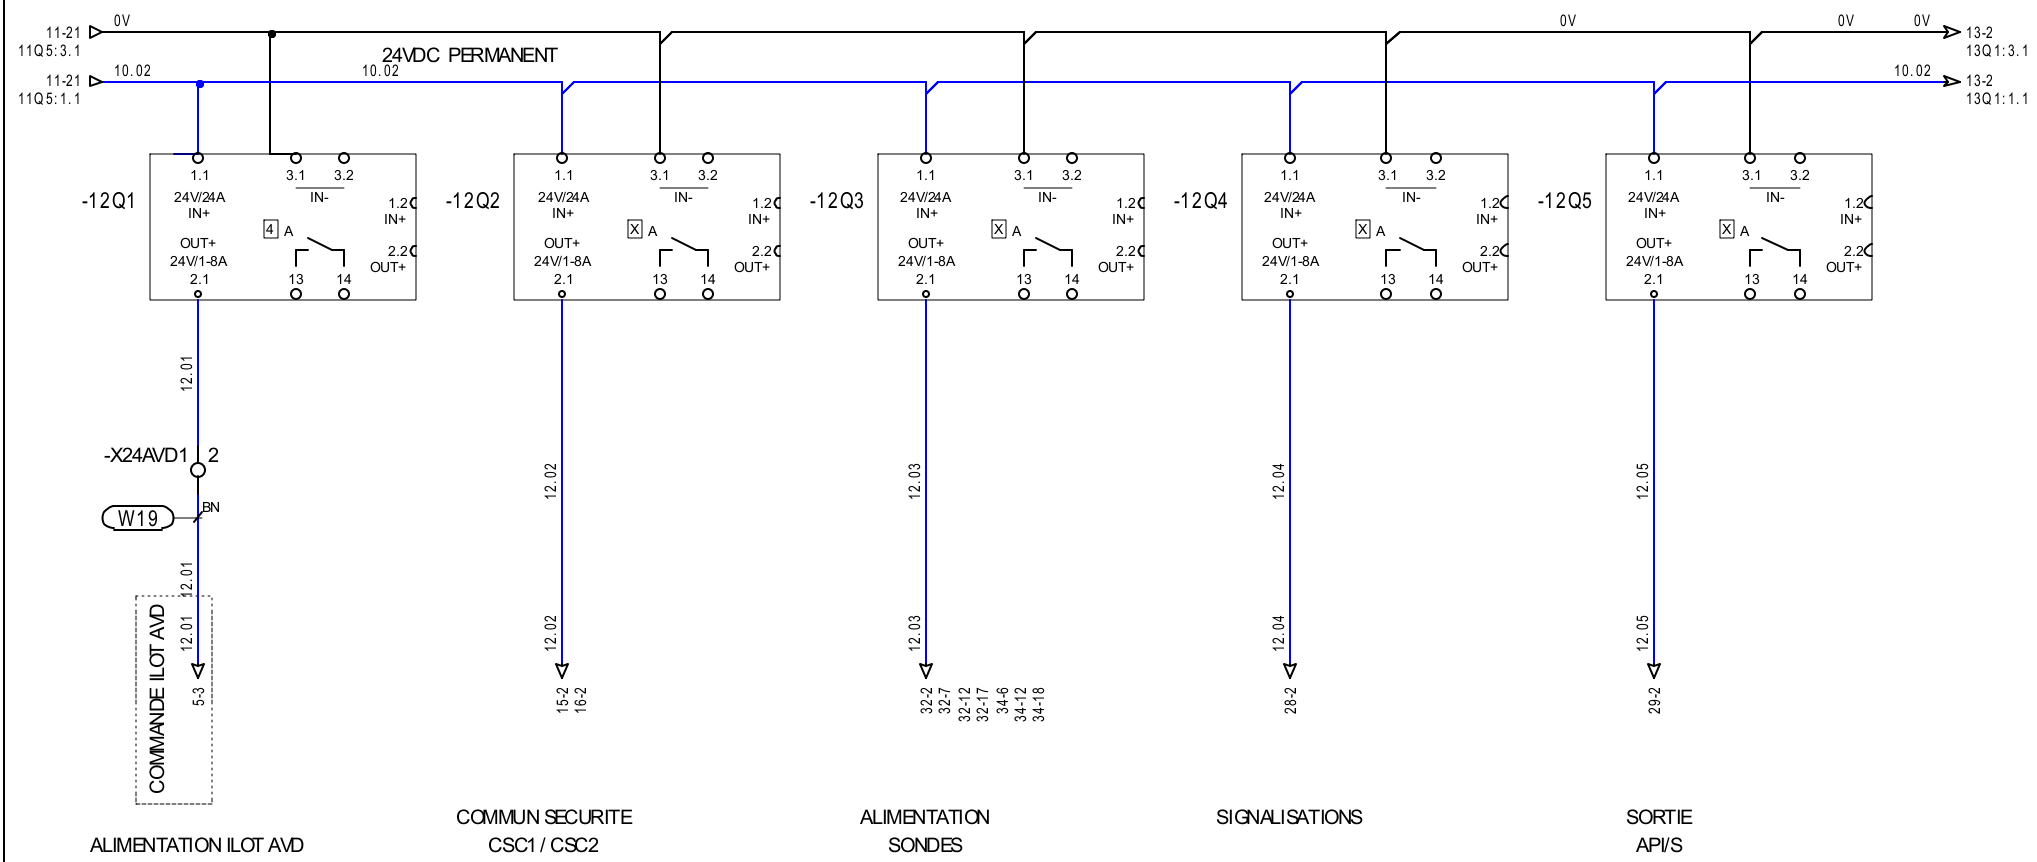 0V 0V 0V 0V
11-21 13-2
11Q5:3.1 13Q1:3.1
24VDC PERMANENT
10.02 10.02 10.02
11-21 13-2
11Q5:1.1 13Q1:1.1
-12Q1
1.1 3.1 3.2
24V/24A IN-
IN+
1.2
IN+
4 A
OUT+
24V/1-8A
2.2
OUT+
2.1 13 14
-12Q2
1.1 3.1 3.2
24V/24A IN-
IN+
1.2
IN+
X A
OUT+
24V/1-8A
2.2
OUT+
2.1 13 14
-12Q3
1.1 3.1 3.2
24V/24A IN-
IN+
1.2
IN+
X A
OUT+
24V/1-8A
2.2
OUT+
2.1 13 14
-12Q4
1.1 3.1 3.2
24V/24A IN-
IN+
1.2
IN+
X A
OUT+
24V/1-8A
2.2
OUT+
2.1 13 14
-12Q5
1.1 3.1 3.2
24V/24A IN-
IN+
1.2
IN+
X A
OUT+
24V/1-8A
2.2
OUT+
2.1 13 14
12.01
-X24AVD1 2
W19 BN
12.01
12.01
COMMANDE ILOT AVD
5-3
ALIMENTATION ILOT AVD
12.02
12.02
15-2
16-2
COMMUN SECURITE
CSC1 / CSC2
12.03
12.03
32-2
32-7
32-12
32-17
34-6
34-12
34-18
ALIMENTATION
SONDES
12.04
12.04
28-2
SIGNALISATIONS
12.05
12.05
29-2
SORTIE
API/S